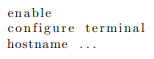 enable
configure terminal
hostname ...